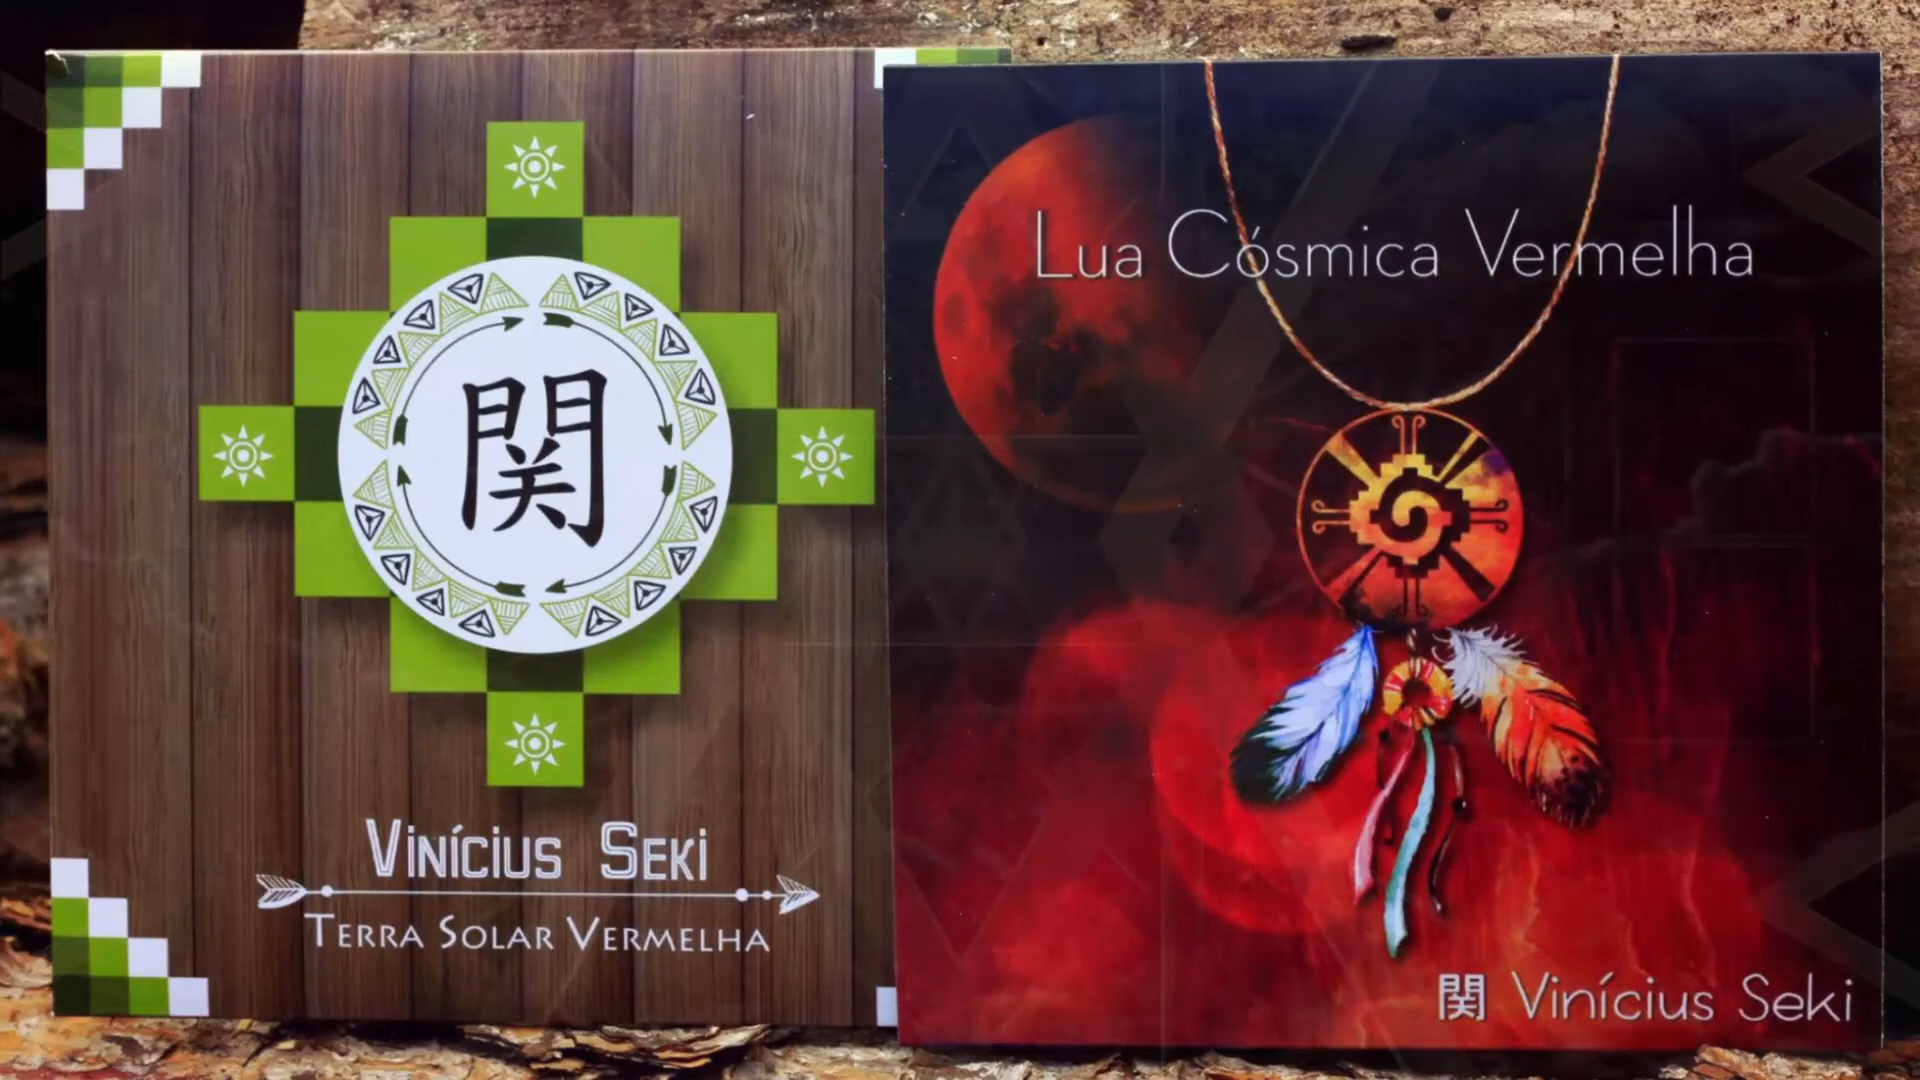 関
Vinícius Seki
Terra Solar Vermelha
Lua Cósmica Vermelha
関 Vinícius Seki